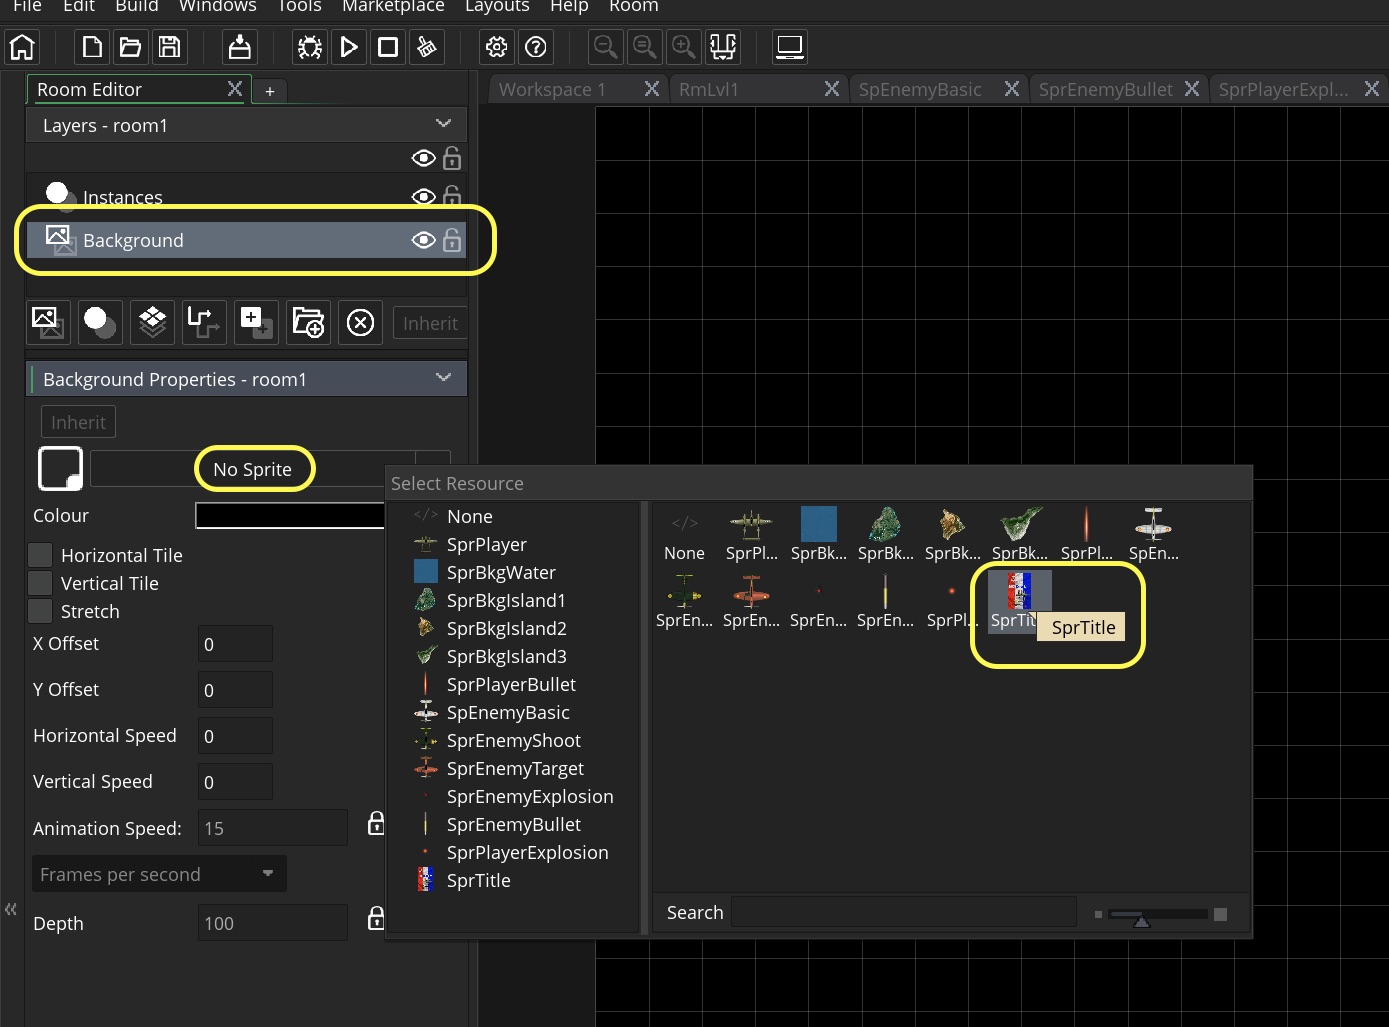 File Edit Build Windows Tools Marketplace Layouts Help Room
Room Editor
+
Workspace 1
RmLvl1
SpEnemyBasic
SprEnemyBullet
SprPlayerExpl...
Layers - room1
Instances
Background
Inherit
Background Properties - room1
Inherit
No Sprite
Colour
Horizontal Tile
Vertical Tile
Stretch
X Offset 0
Y Offset 0
Horizontal Speed 0
Vertical Speed 0
Animation Speed: 15
Frames per second
Depth 100
Select Resource
</> None
SprPlayer
SprBkgWater
SprBkgIsland1
SprBkgIsland2
SprBkgIsland3
SprPlayerBullet
SpEnemyBasic
SprEnemyShoot
SprEnemyTarget
SprEnemyExplosion
SprEnemyBullet
SprPlayerExplosion
SprTitle
</>
None SprPl... SprBk... SprBk... SprBk... SprBk... SprPl... SpEn...
SprEn... SprEn... SprEn... SprEn... SprPl... SprTit
SprTitle
Search